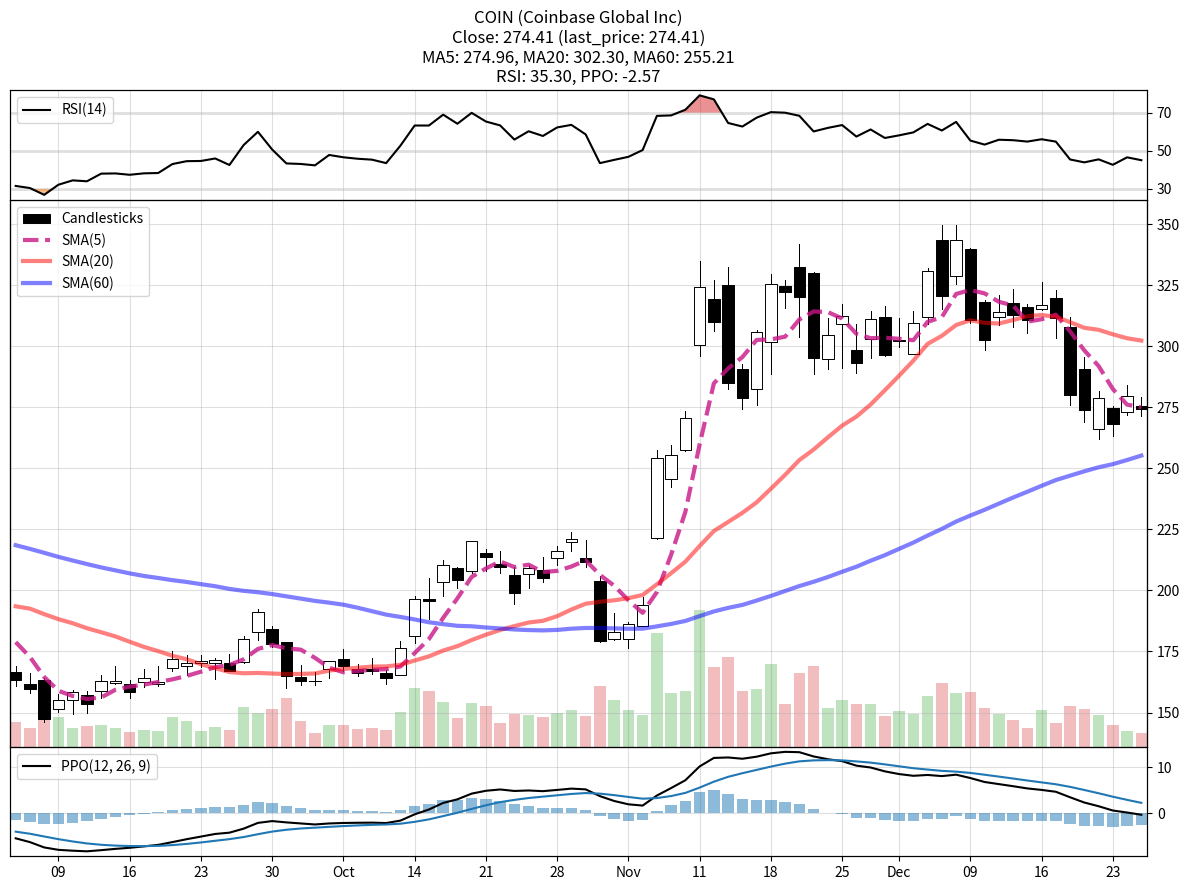 COIN (Coinbase Global Inc)
Close: 274.41 (last_price: 274.41)
MA5: 274.96, MA20: 302.30, MA60: 255.21
RSI: 35.30, PPO: -2.57
RSI(14)
70
50
30
Candlesticks
SMA(5)
SMA(20)
SMA(60)
350
325
300
275
250
225
200
175
150
PPO(12, 26, 9)
10
0
09 16 23 30 Oct 14 21 28 Nov 11 18 25 Dec 09 16 23